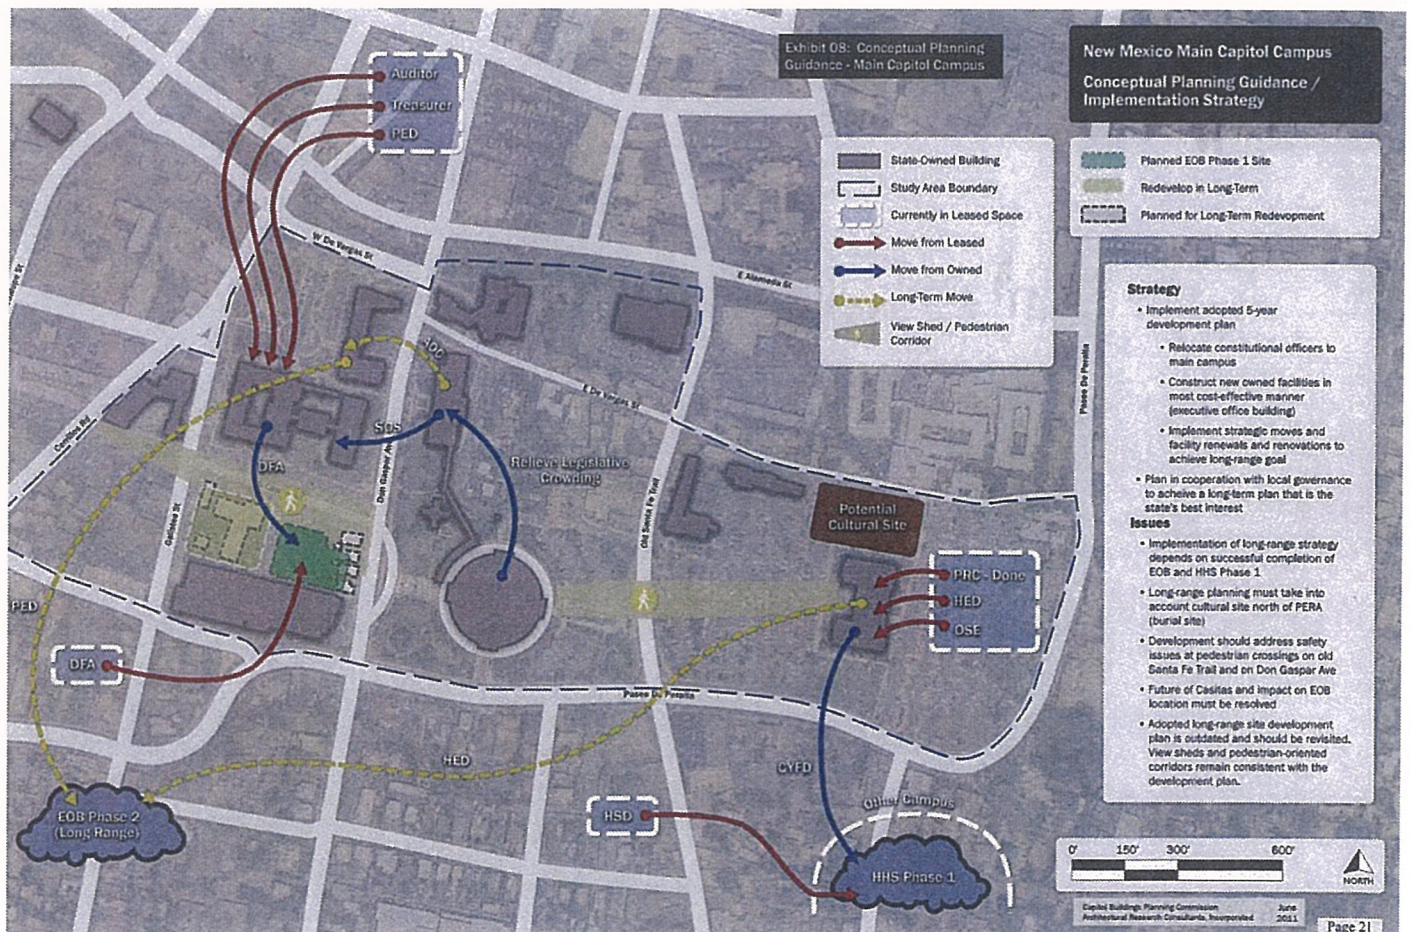 Exhibit 08: Conceptual Planning
Guidance - Main Capitol Campus
New Mexico Main Capitol Campus
Conceptual Planning Guidance /
Implementation Strategy
State-Owned Building
Study Area Boundary
Currently in Leased Space
Move from Leased
Move from Owned
Long-Term Move
View Shed / Pedestrian
Corridor
Planned EOB Phase 1 Site
Redevelop in Long-Term
Planned for Long-Term Redevopment
Strategy
• Implement adopted 5-year
development plan
• Relocate constitutional officers to
main campus
• Construct new owned facilities in
most cost-effective manner
(executive office building)
• Implement strategic moves and
facility renewals and renovations to
achieve long-range goal
• Plan in cooperation with local governance
to acheive a long-term plan that is the
state's best interest
Issues
• Implementation of long-range strategy
depends on successful completion of
EOB and HHS Phase 1
• Long-range planning must take into
account cultural site north of PERA
(burial site)
• Development should address safety
issues at pedestrian crossings on old
Santa Fe Trail and on Don Gaspar Ave
• Future of Casitas and impact on EOB
location must be resolved
• Adopted long-range site development
plan is outdated and should be revisited.
View sheds and pedestrian-oriented
corridors remain consistent with the
development plan.
Auditor
Treasurer
PED
W De Vargas St
E Alameda St
Paseo De Peralta
AOC
E De Vargas St
Cerrillos Rd
SOS
DFA
Relieve Legislative
Crowding
Don Gaspar Ave
Galisteo St
Old Santa Fe Trail
Potential
Cultural Site
PRC - Done
HED
OSE
PED
DFA
Paseo De Peralta
HED
CYFD
EOB Phase 2
(Long Range)
HSD
Other Campus
HHS Phase 1
0' 150' 300' 600'
NORTH
Capitol Buildings Planning Commission
Architectural Research Consultants, Incorporated
June
2011
Page 21